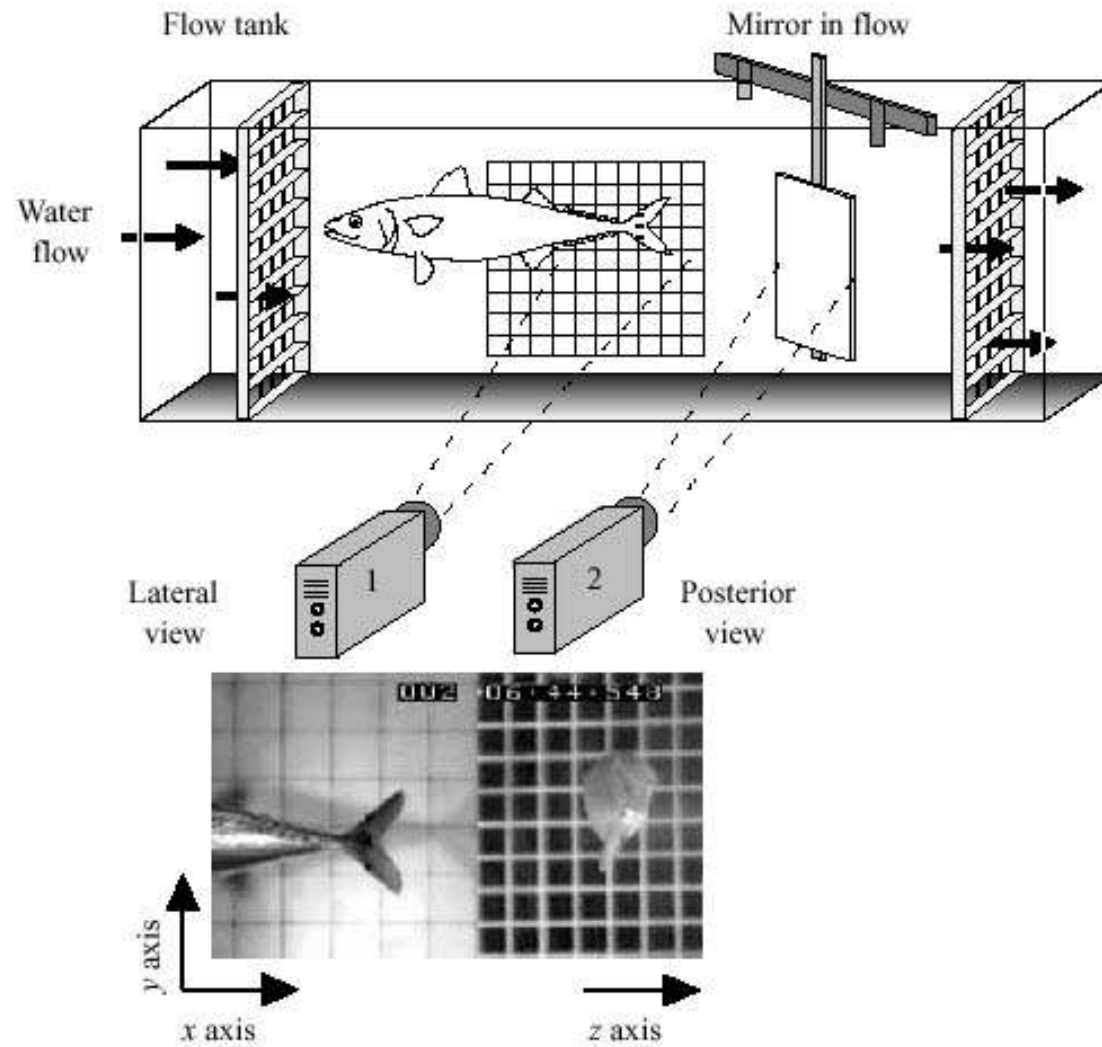 Flow tank
Mirror in flow
Water
flow
1
2
Lateral
view
Posterior
view
002 06:44:548
y axis
x axis
z axis